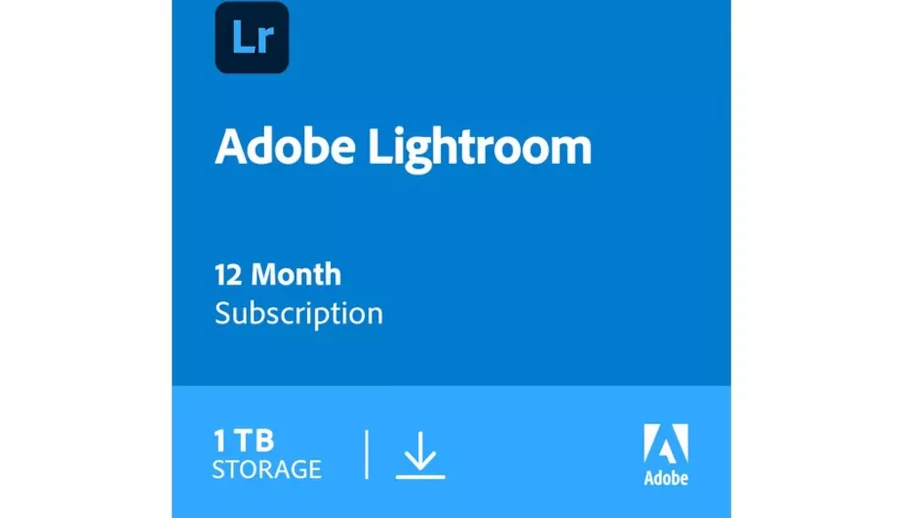 Lr
Adobe Lightroom
12 Month
Subscription
1 TB
STORAGE
Adobe